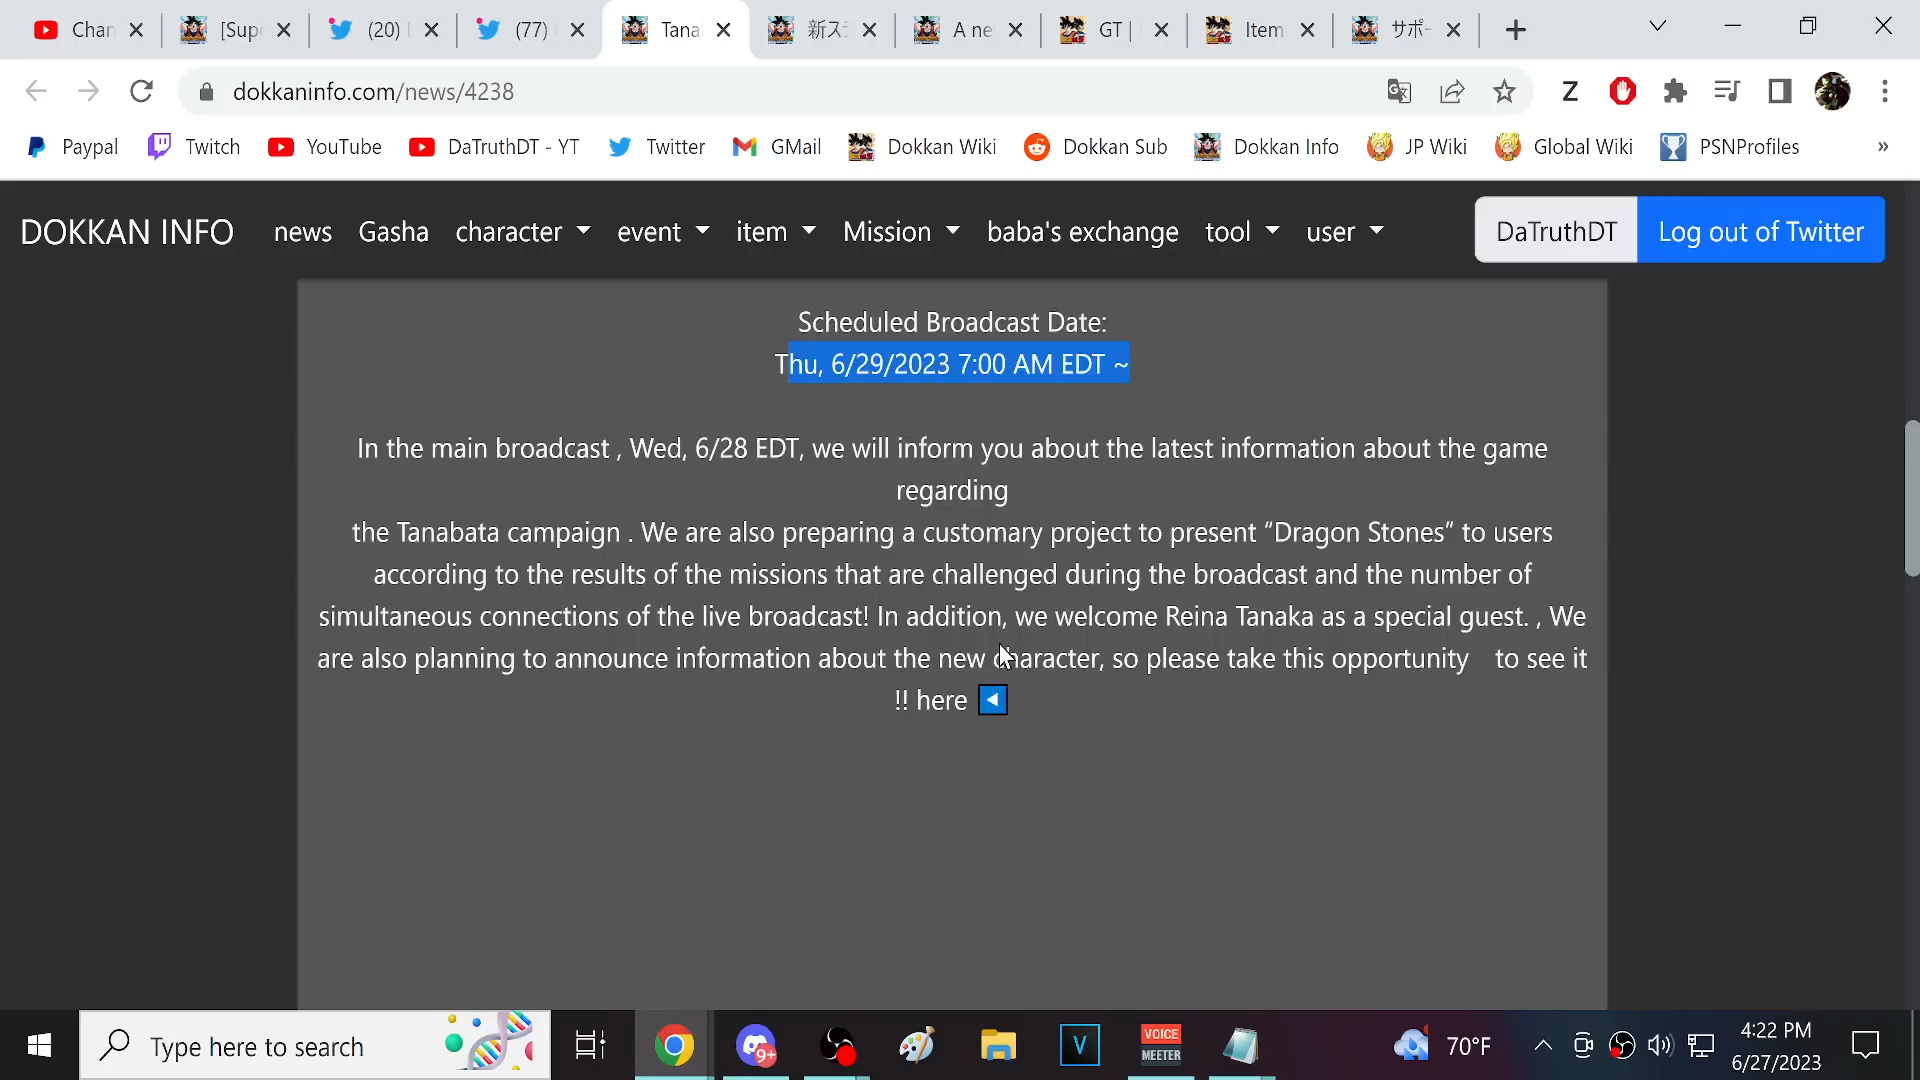 Chan
[Supe
(20)
(77)
Tana
新ス
A ne
GT |
Item
サポー
dokkaninfo.com/news/4238
Z
Paypal
Twitch
YouTube
DaTruthDT - YT
Twitter
GMail
Dokkan Wiki
Dokkan Sub
Dokkan Info
JP Wiki
Global Wiki
PSNProfiles
»
DOKKAN INFO
news
Gasha
character
event
item
Mission
baba's exchange
tool
user
DaTruthDT
Log out of Twitter
Scheduled Broadcast Date:
Thu, 6/29/2023 7:00 AM EDT ~
In the main broadcast , Wed, 6/28 EDT, we will inform you about the latest information about the game
regarding
the Tanabata campaign . We are also preparing a customary project to present “Dragon Stones” to users
according to the results of the missions that are challenged during the broadcast and the number of
simultaneous connections of the live broadcast! In addition, we welcome Reina Tanaka as a special guest. , We
are also planning to announce information about the new character, so please take this opportunity to see it
!! here
Type here to search
9+
V
VOICE
MEETER
70°F
4:22 PM
6/27/2023